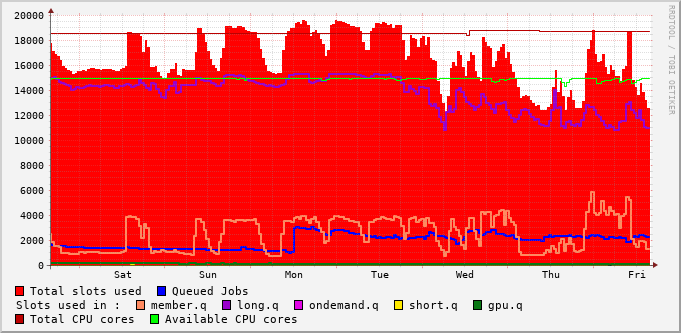 20000
18000
16000
14000
12000
10000
8000
6000
4000
2000
0
Sat Sun Mon Tue Wed Thu Fri
RRDTOOL / TOBI OETIKER
Total slots used Queued Jobs
Slots used in : member.q long.q ondemand.q short.q gpu.q
Total CPU cores Available CPU cores